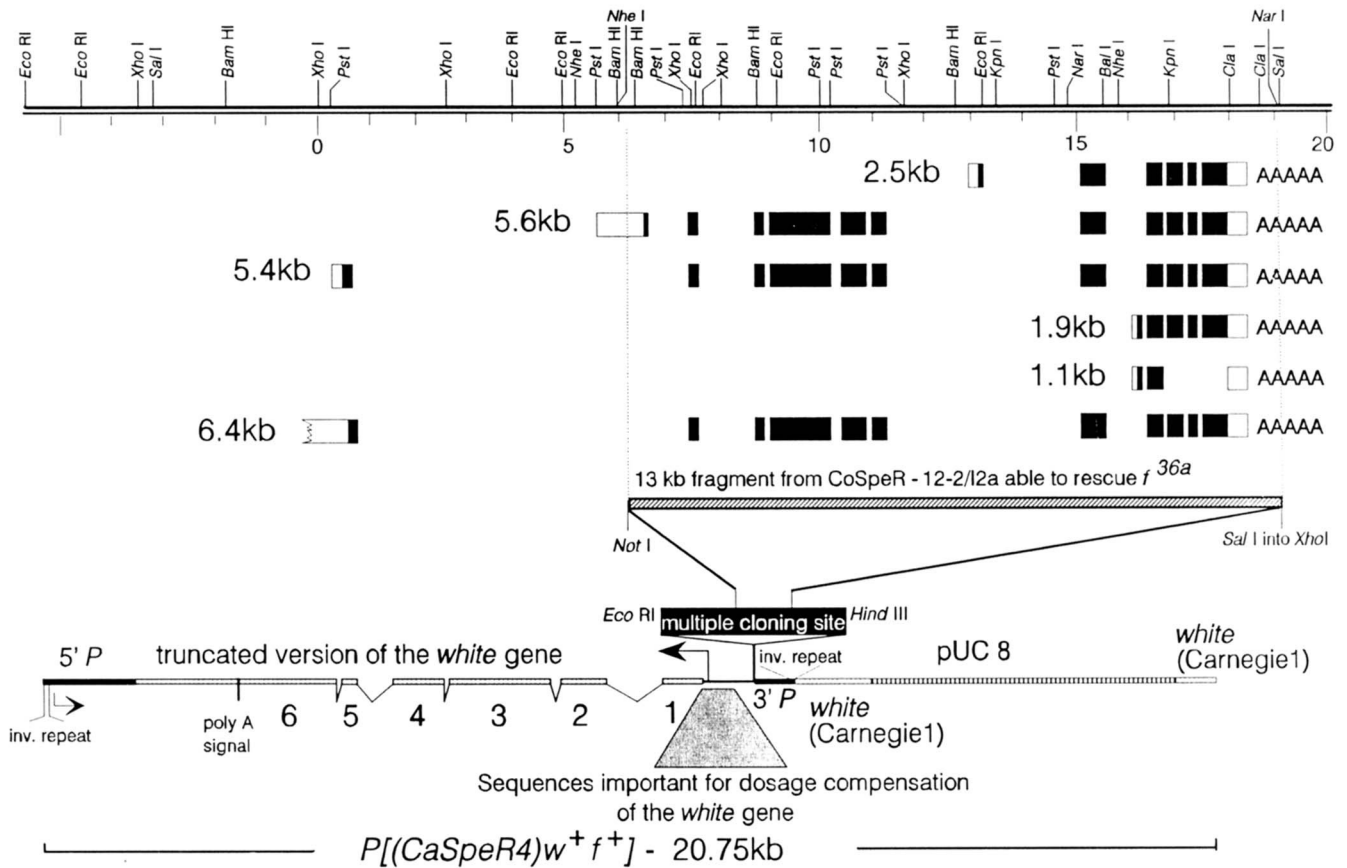 Eco RI Eco RI Xho I Sal I Bam HI Xho I Pst I Xho I Eco RI Eco RI Nhe I Pst I Bam HI Nhe I Bam HI Pst I Xho I Eco RI Xho I Bam HI Eco RI Pst I Pst I Pst I Xho I Bam HI Eco RI Kpn I Pst I Nar I Bal I Nhe I Kpn I Cla I Cla I Nar I Sal I
0 5 10 15 20
2.5kb AAAAA
5.6kb AAAAA
5.4kb AAAAA
1.9kb AAAAA
1.1kb AAAAA
6.4kb AAAAA
13 kb fragment from CoSpeR - 12-2/I2a able to rescue f 36a
Not I Sal I into XhoI
Eco RI multiple cloning site Hind III
5' P truncated version of the white gene inv. repeat pUC 8 white
(Carnegie1)
inv. repeat poly A
signal 6 5 4 3 2 1 3' P white
(Carnegie1)
Sequences important for dosage compensation
of the white gene
P[(CaSpeR4)w+ f+] - 20.75kb